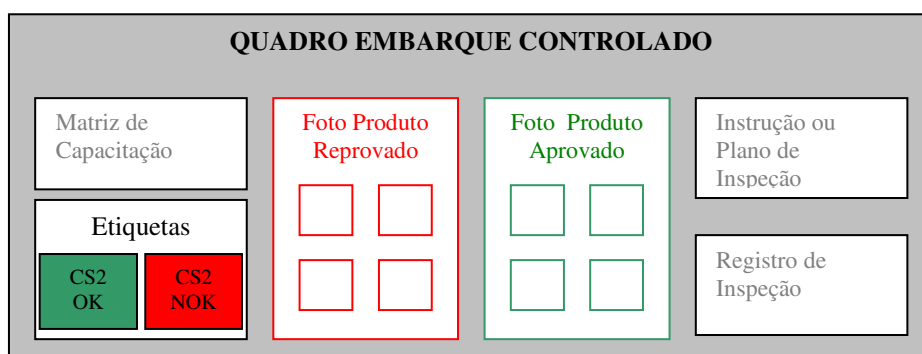 QUADRO EMBARQUE CONTROLADO
Matriz de
Capacitação
Etiquetas
CS2
OK
CS2
NOK
Foto Produto
Reprovado
Foto Produto
Aprovado
Instrução ou
Plano de
Inspeção
Registro de
Inspeção